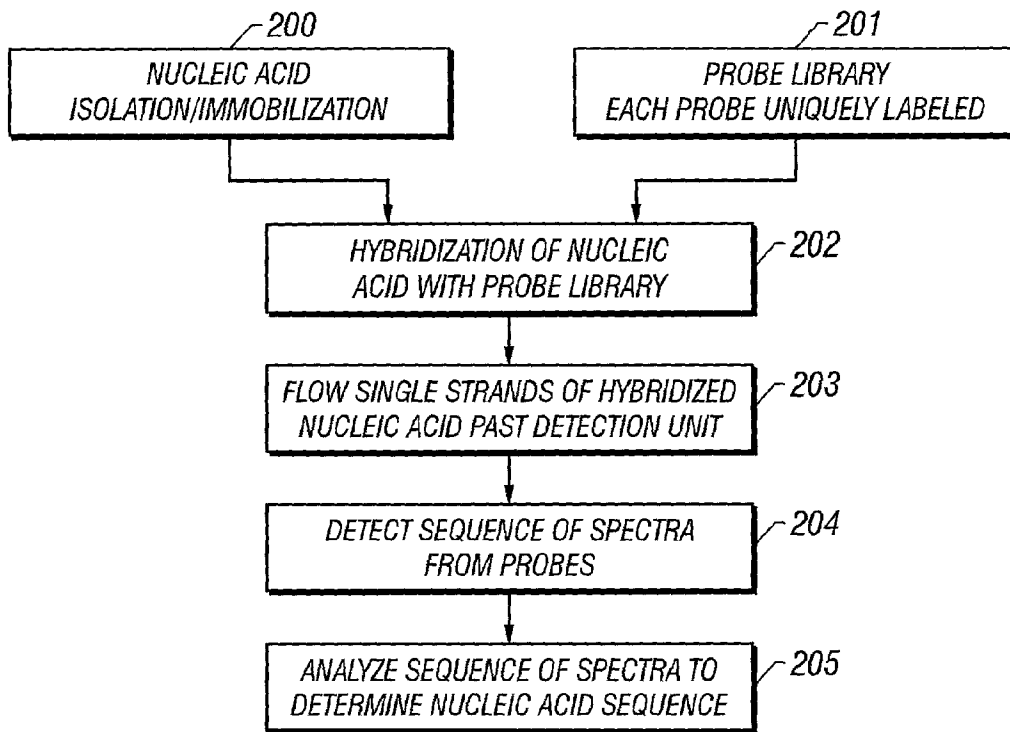 200
NUCLEIC ACID
ISOLATION/IMMOBILIZATION
201
PROBE LIBRARY
EACH PROBE UNIQUELY LABELED
202
HYBRIDIZATION OF NUCLEIC
ACID WITH PROBE LIBRARY
203
FLOW SINGLE STRANDS OF HYBRIDIZED
NUCLEIC ACID PAST DETECTION UNIT
204
DETECT SEQUENCE OF SPECTRA
FROM PROBES
205
ANALYZE SEQUENCE OF SPECTRA TO
DETERMINE NUCLEIC ACID SEQUENCE